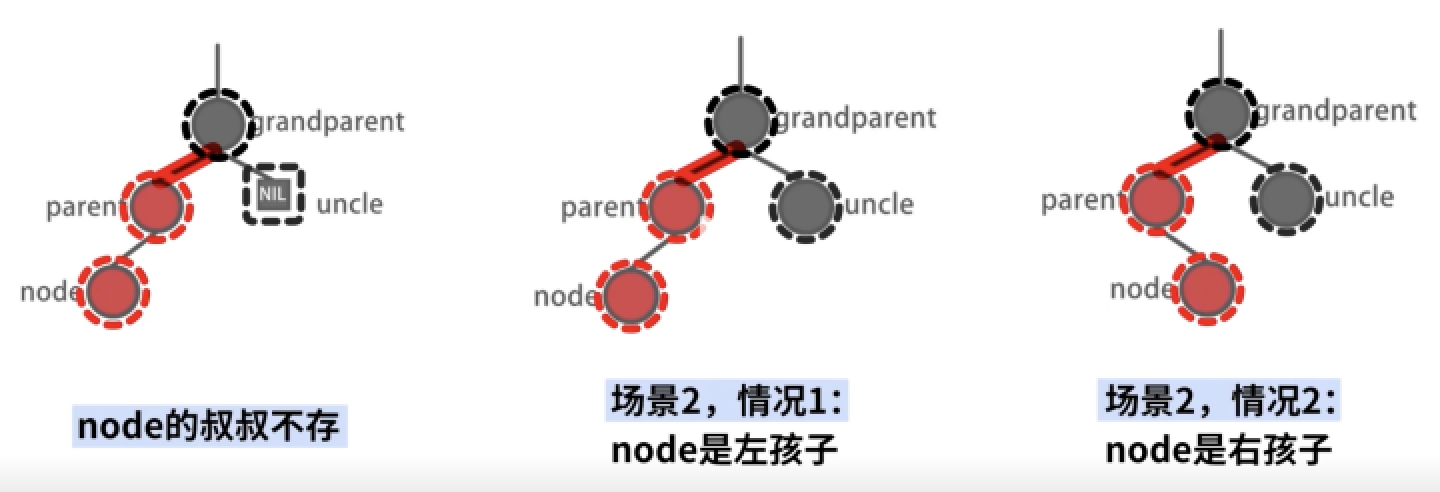 grandparent
parent
NIL
uncle
node
node的叔叔不存
grandparent
parent
uncle
node
场景2，情况1：
node是左孩子
grandparent
parent
uncle
node
场景2，情况2：
node是右孩子